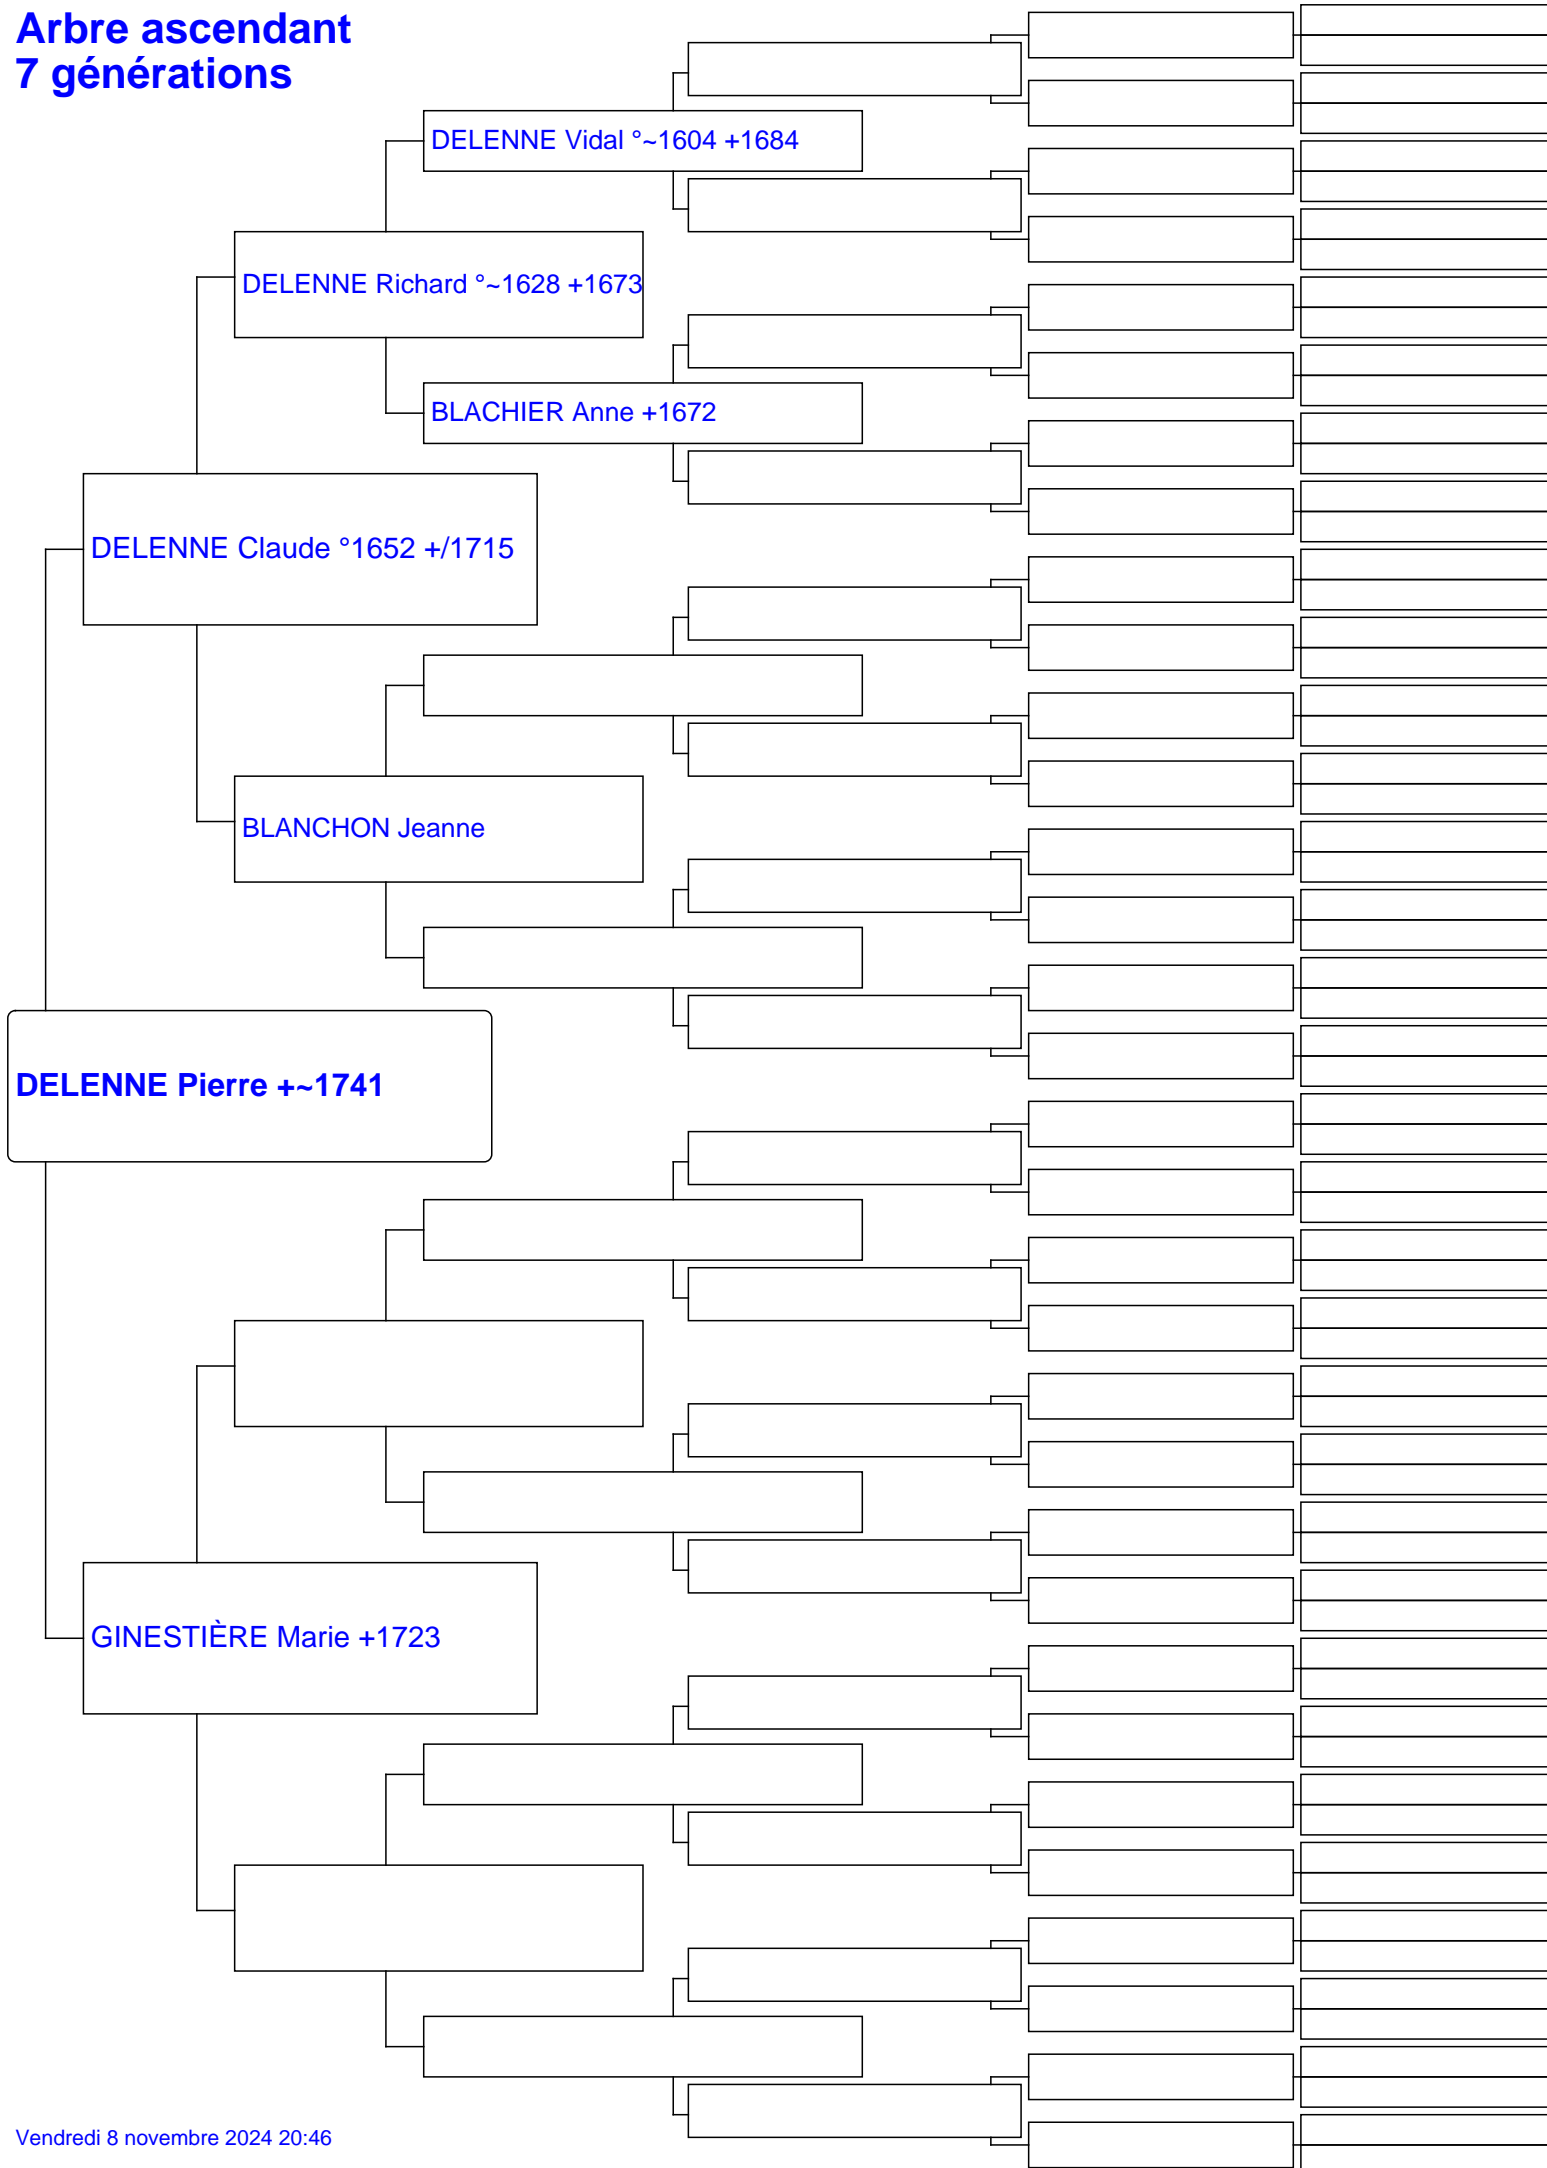 Arbre ascendant
7 générations
DELENNE Vidal °~1604 +1684
DELENNE Richard °~1628 +1673
BLACHIER Anne +1672
DELENNE Claude °1652 +/1715
BLANCHON Jeanne
DELENNE Pierre +~1741
GINESTIÈRE Marie +1723
Vendredi 8 novembre 2024 20:46